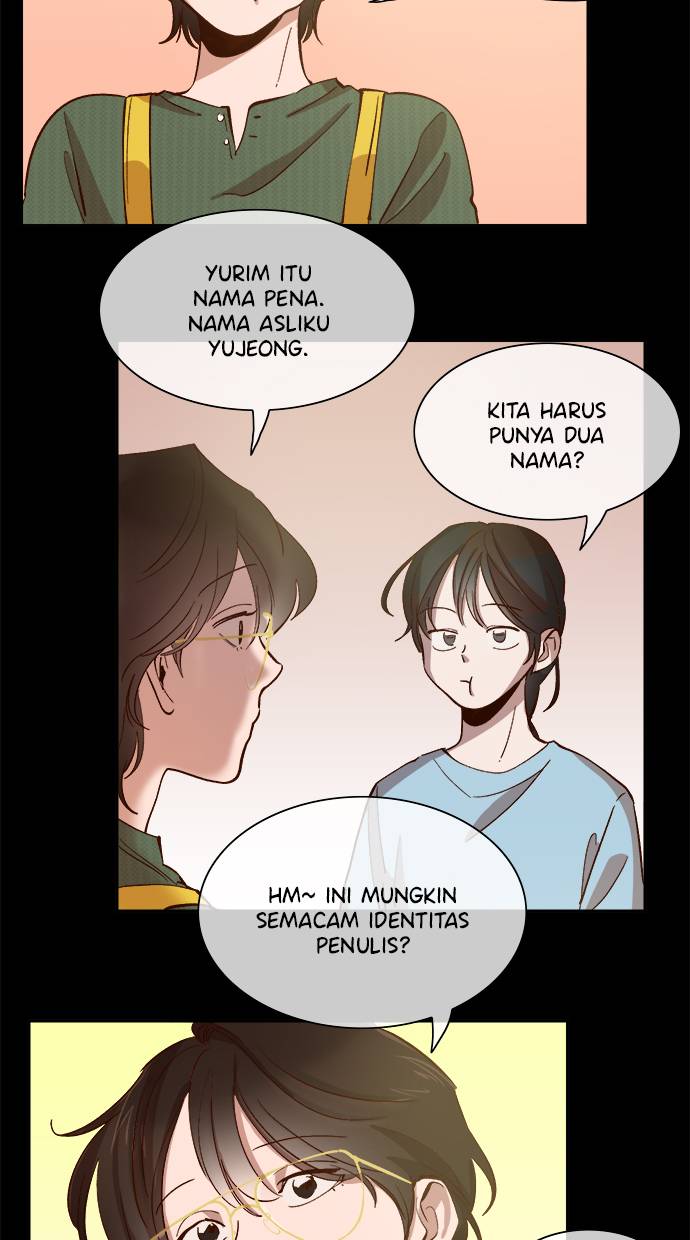 YURIM ITU
NAMA PENA.
NAMA ASLIKU
YUJEONG.
KITA HARUS
PUNYA DUA
NAMA?
HM~ INI MUNGKIN
SEMACAM IDENTITAS
PENULIS?